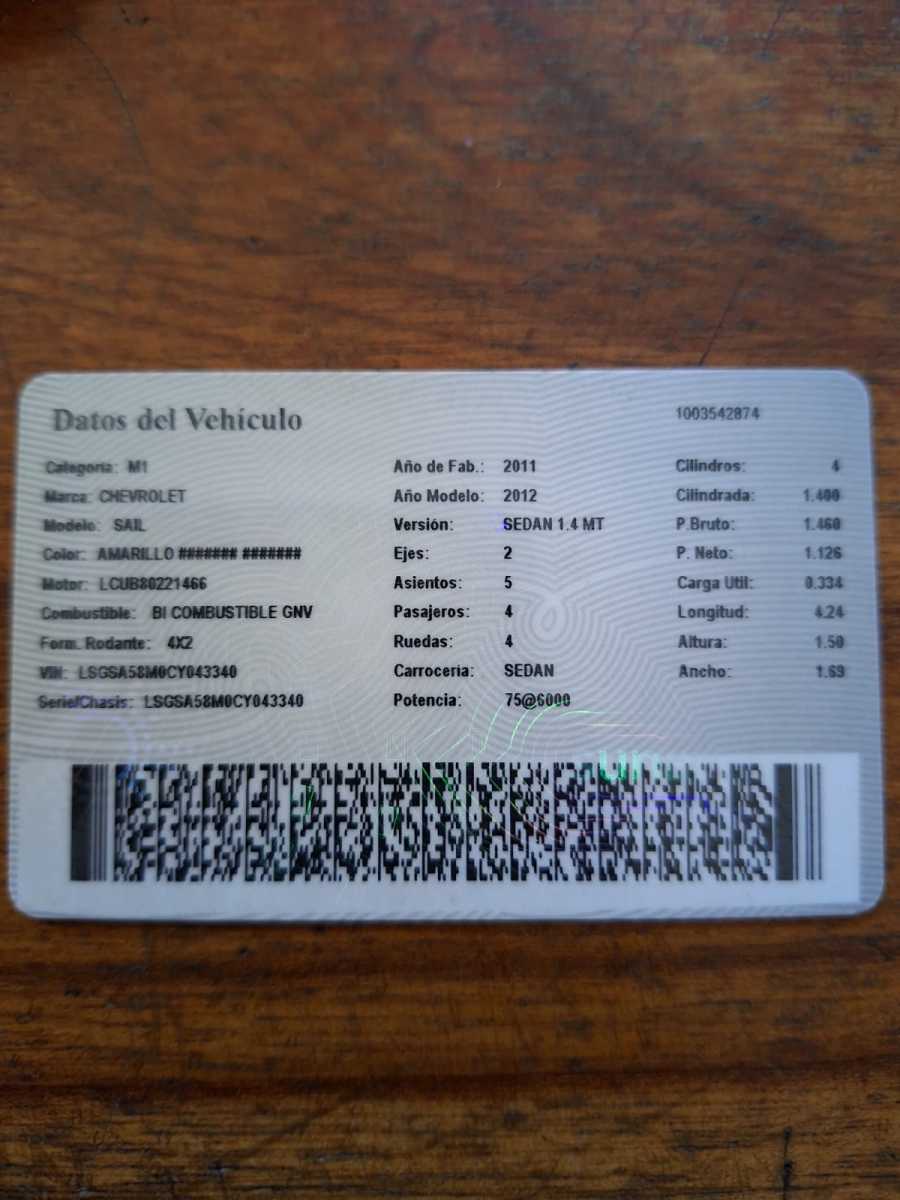 Datos del Vehículo
1003542874
Categoría: M1
Marca: CHEVROLET
Modelo: SAIL
Color: AMARILLO ####### #######
Motor: LCUB80221466
Combustible: BI COMBUSTIBLE GNV
Form. Rodante: 4X2
VIN: LSGSA58M0CY043340
Serie/Chasis: LSGSA58M0CY043340
Año de Fab.: 2011
Año Modelo: 2012
Versión: SEDAN 1.4 MT
Ejes: 2
Asientos: 5
Pasajeros: 4
Ruedas: 4
Carrocería: SEDAN
Potencia: 75@6000
Cilindros: 4
Cilindrada: 1.400
P.Bruto: 1.460
P. Neto: 1.126
Carga Util: 0.334
Longitud: 4.24
Altura: 1.50
Ancho: 1.69